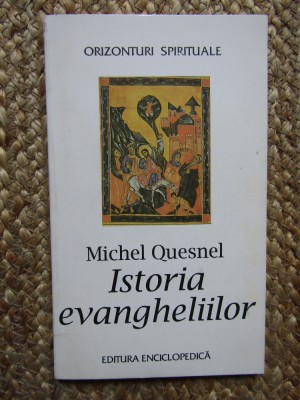 ORIZONTURI SPIRITUALE
Michel Quesnel
Istoria
evangheliilor
EDITURA ENCICLOPEDICĂ